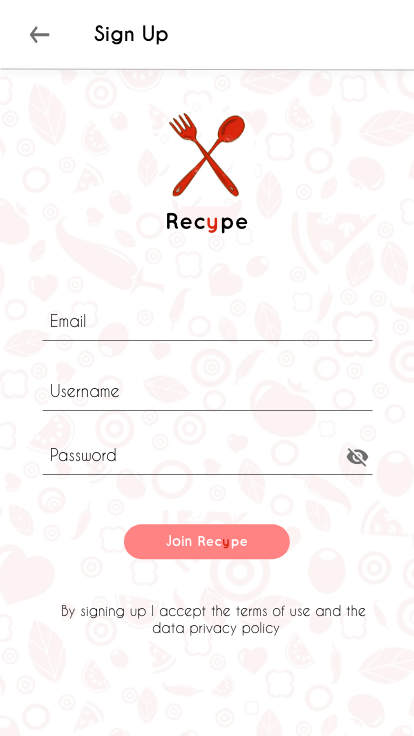 Sign Up
Recype
Email
Username
Password
Join Recype
By signing up I accept the terms of use and the
data privacy policy